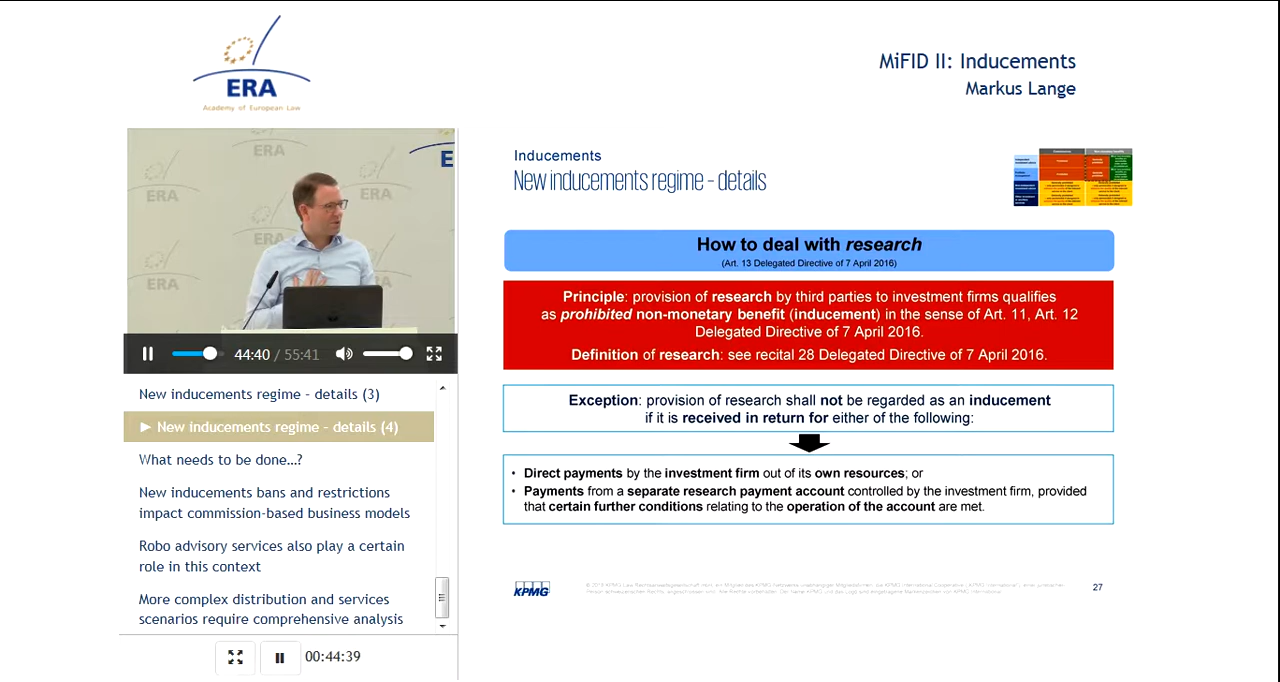 ERA
Academy of European Law
MiFID II: Inducements
Markus Lange
ERA
ERA
ERA
ERA
ERA
E
44:40 / 55:41
New inducements regime - details (3)
► New inducements regime - details (4)
What needs to be done…?
New inducements bans and restrictions
impact commission-based business models
Robo advisory services also play a certain
role in this context
More complex distribution and services
scenarios require comprehensive analysis
00:44:39
Inducements
New inducements regime - details
How to deal with research
(Art. 13 Delegated Directive of 7 April 2016)
Principle: provision of research by third parties to investment firms qualifies
as prohibited non-monetary benefit (inducement) in the sense of Art. 11, Art. 12
Delegated Directive of 7 April 2016.
Definition of research: see recital 28 Delegated Directive of 7 April 2016.
Exception: provision of research shall not be regarded as an inducement
if it is received in return for either of the following:
• Direct payments by the investment firm out of its own resources; or
• Payments from a separate research payment account controlled by the investment firm, provided
that certain further conditions relating to the operation of the account are met.
KPMG
27